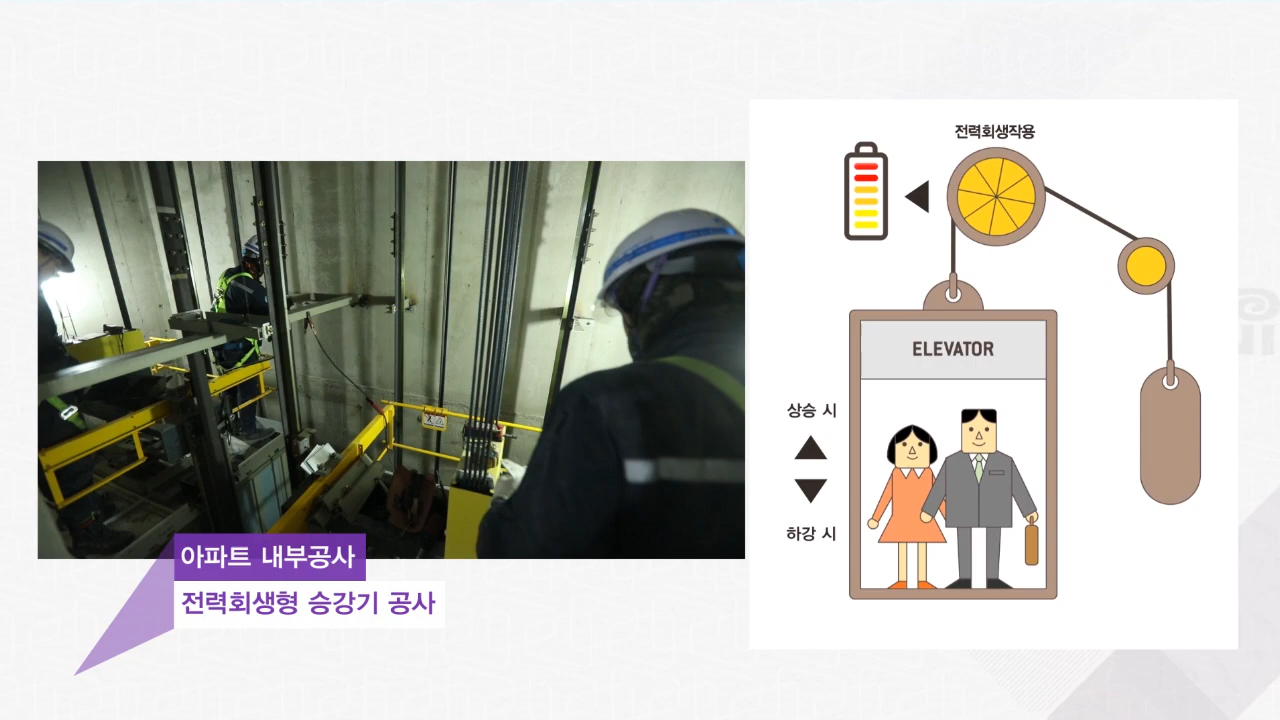 전력회생작용
ELEVATOR
상승 시
하강 시
아파트 내부공사
전력회생형 승강기 공사